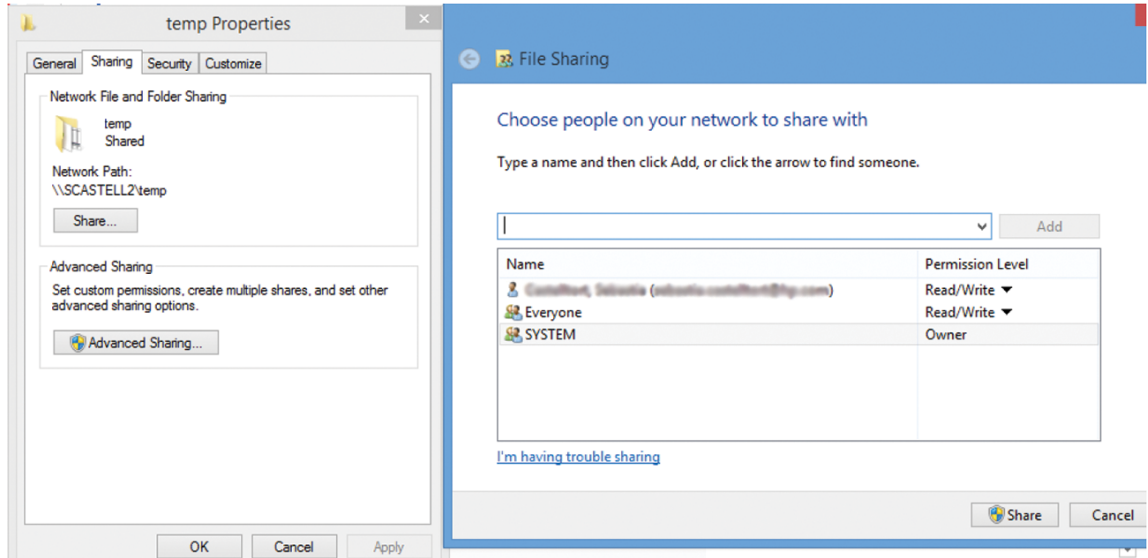 temp Properties
General Sharing Security Customize
Network File and Folder Sharing
temp
Shared
Network Path:
\\SCASTELL2\temp
Share...
Advanced Sharing
Set custom permissions, create multiple shares, and set other
advanced sharing options.
Advanced Sharing...
OK Cancel Apply
File Sharing
Choose people on your network to share with
Type a name and then click Add, or click the arrow to find someone.
Add
Name Permission Level
Read/Write
Everyone Read/Write
SYSTEM Owner
I'm having trouble sharing
Share Cancel